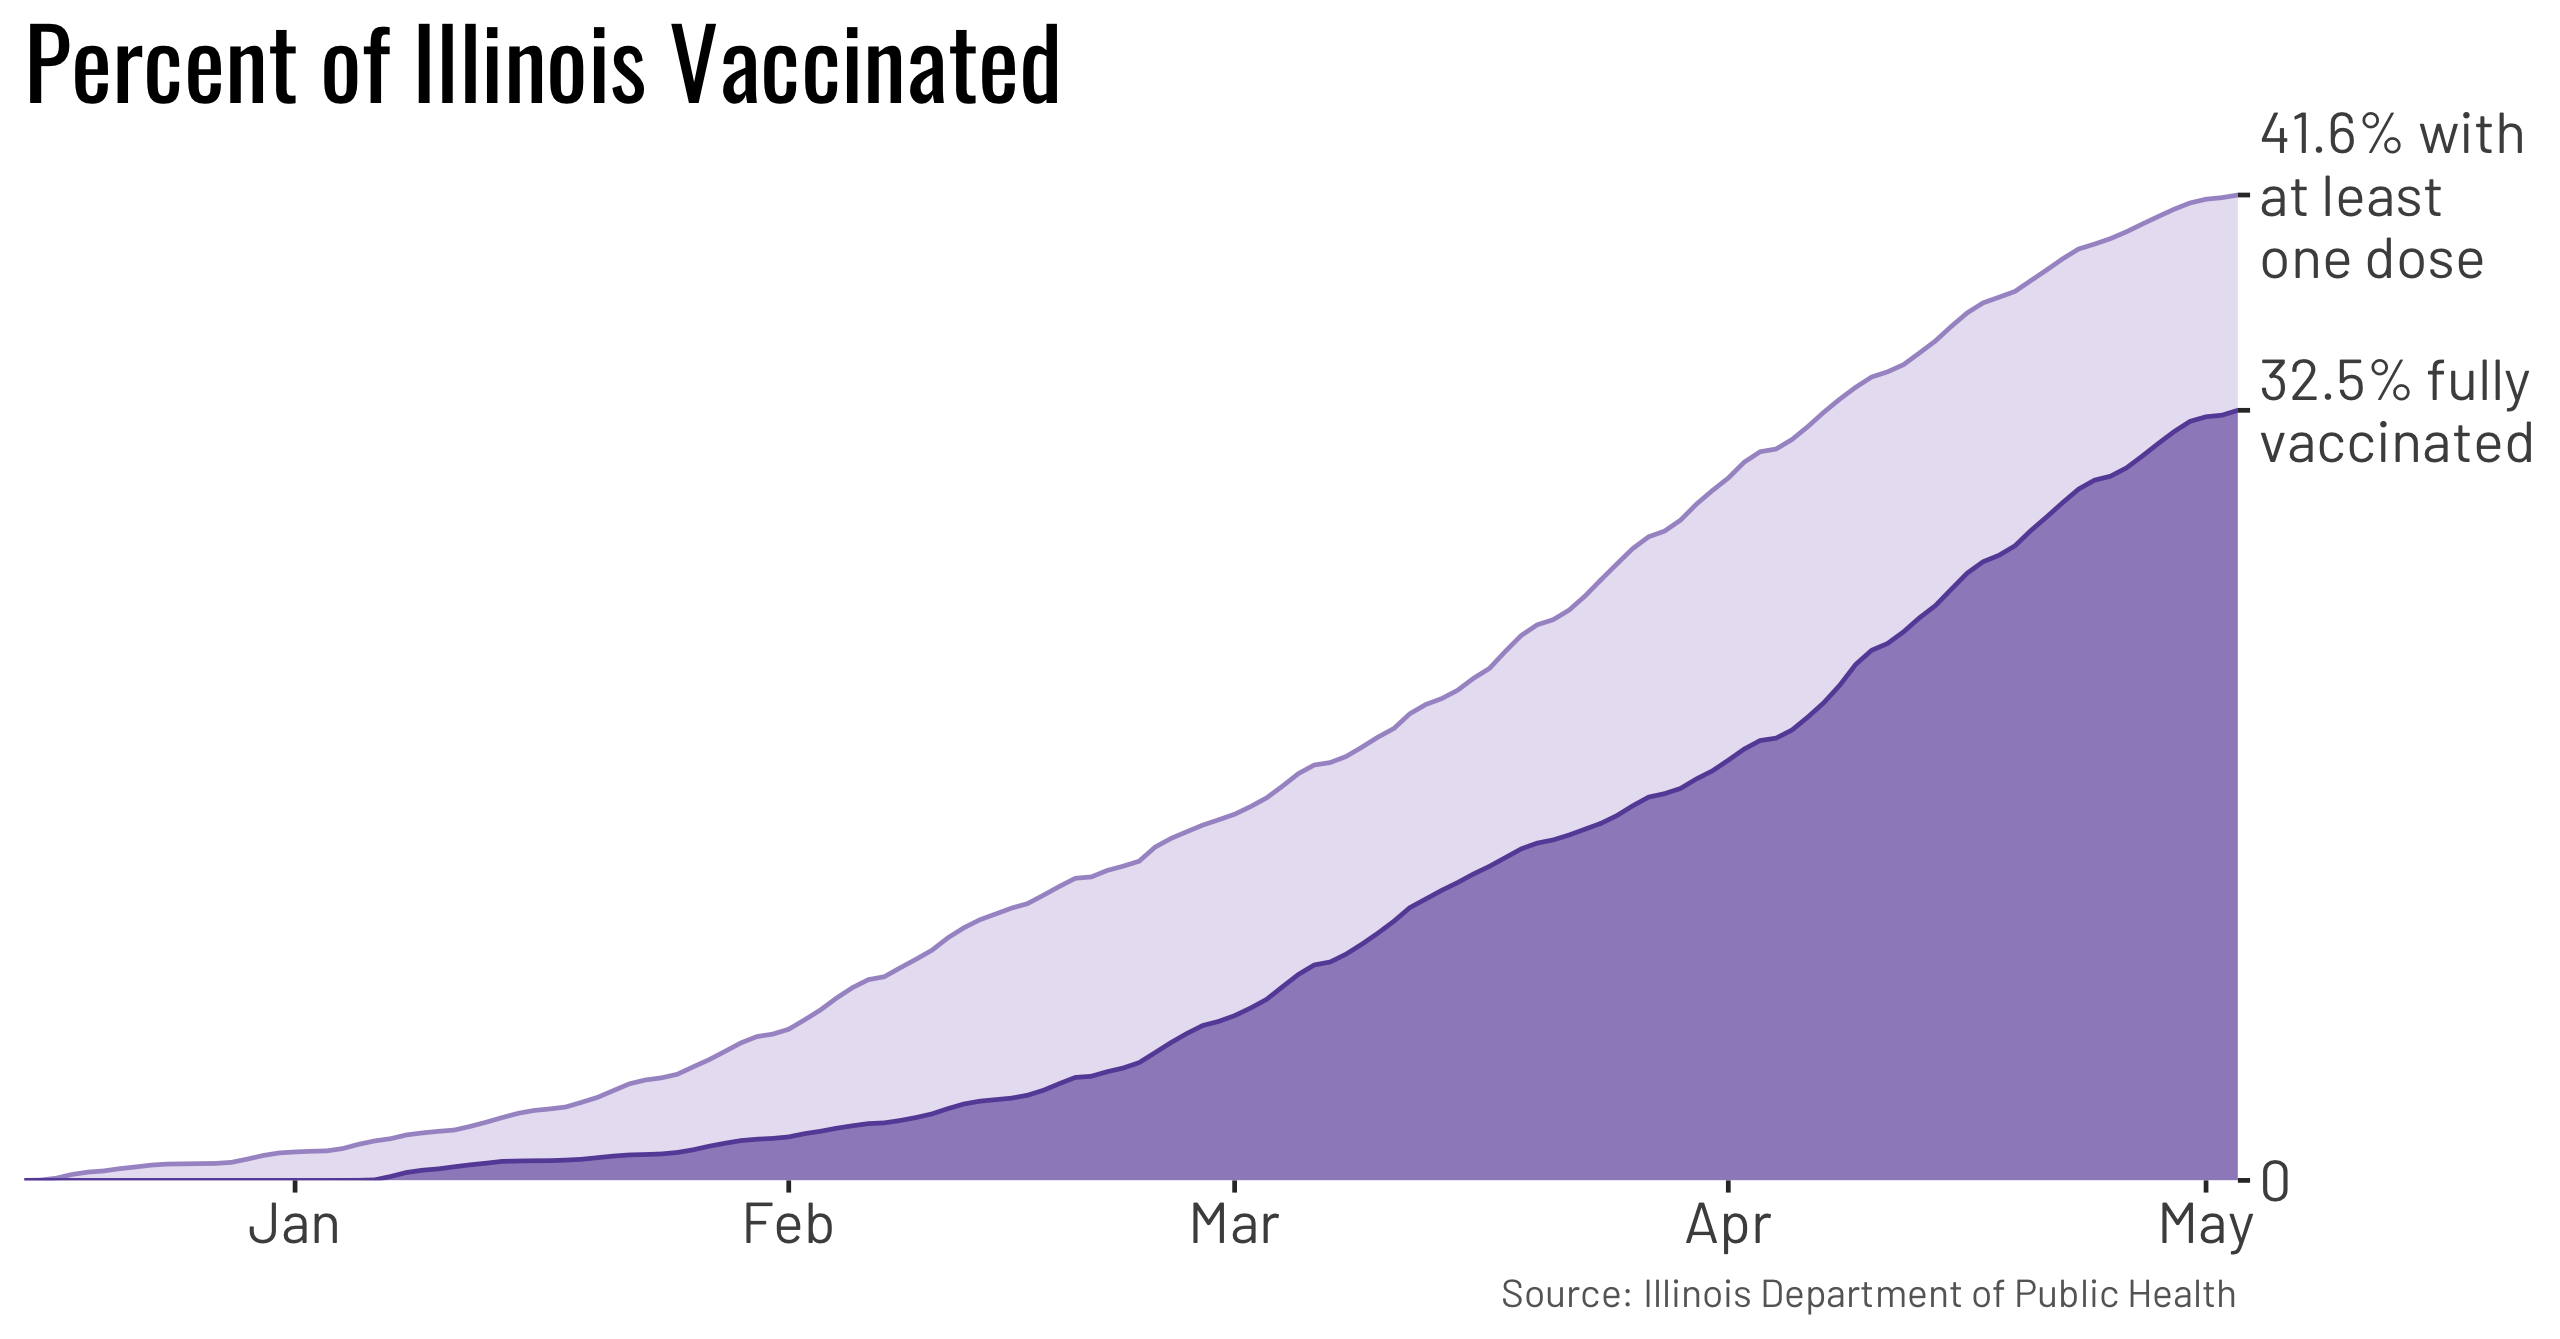 Percent of Illinois Vaccinated
41.6% with
at least
one dose
32.5% fully
vaccinated
0
Jan Feb Mar Apr May
Source: Illinois Department of Public Health